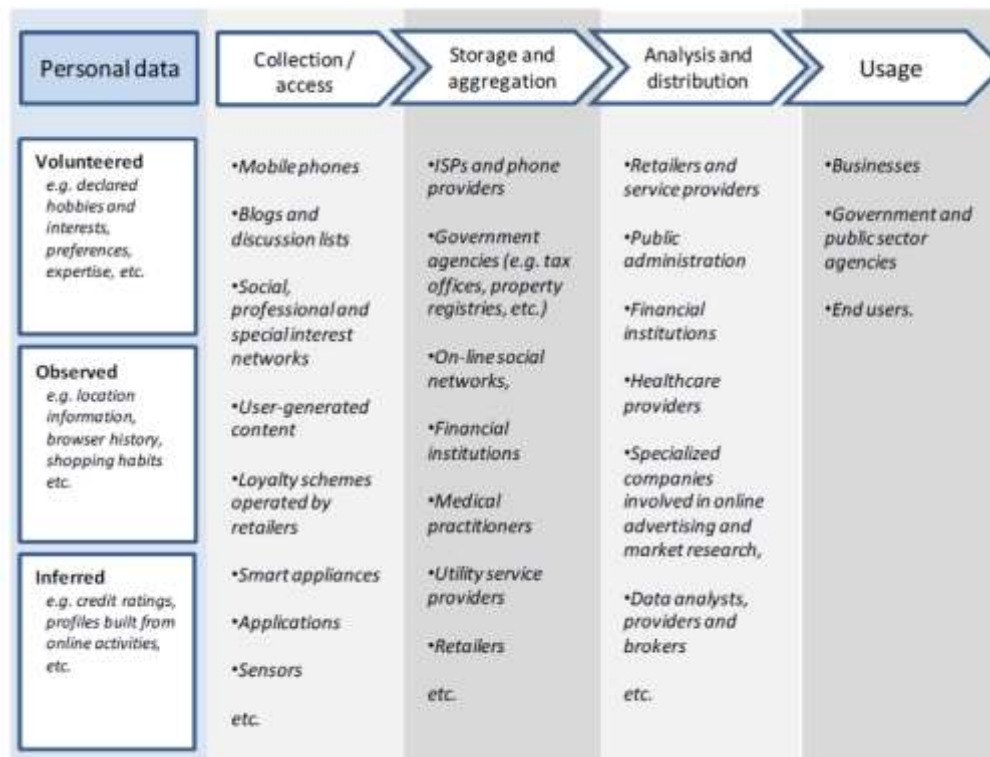 Personal data
Collection /
access
Storage and
aggregation
Analysis and
distribution
Usage
Volunteered
e.g. declared
hobbies and
interests,
preferences,
expertise, etc.
Observed
e.g. location
information,
browser history,
shopping habits
etc.
Inferred
e.g. credit ratings,
profiles built from
online activities,
etc.
•Mobile phones
•Blogs and
discussion lists
•Social,
professional and
special interest
networks
•User-generated
content
•Loyalty schemes
operated by
retailers
•Smart appliances
•Applications
•Sensors
etc.
•ISPs and phone
providers
•Government
agencies (e.g. tax
offices, property
registries, etc.)
•On-line social
networks,
•Financial
institutions
•Medical
practitioners
•Utility service
providers
•Retailers
etc.
•Retailers and
service providers
•Public
administration
•Financial
institutions
•Healthcare
providers
•Specialized
companies
involved in online
advertising and
market research,
•Data analysts,
providers and
brokers
etc.
•Businesses
•Government and
public sector
agencies
•End users.